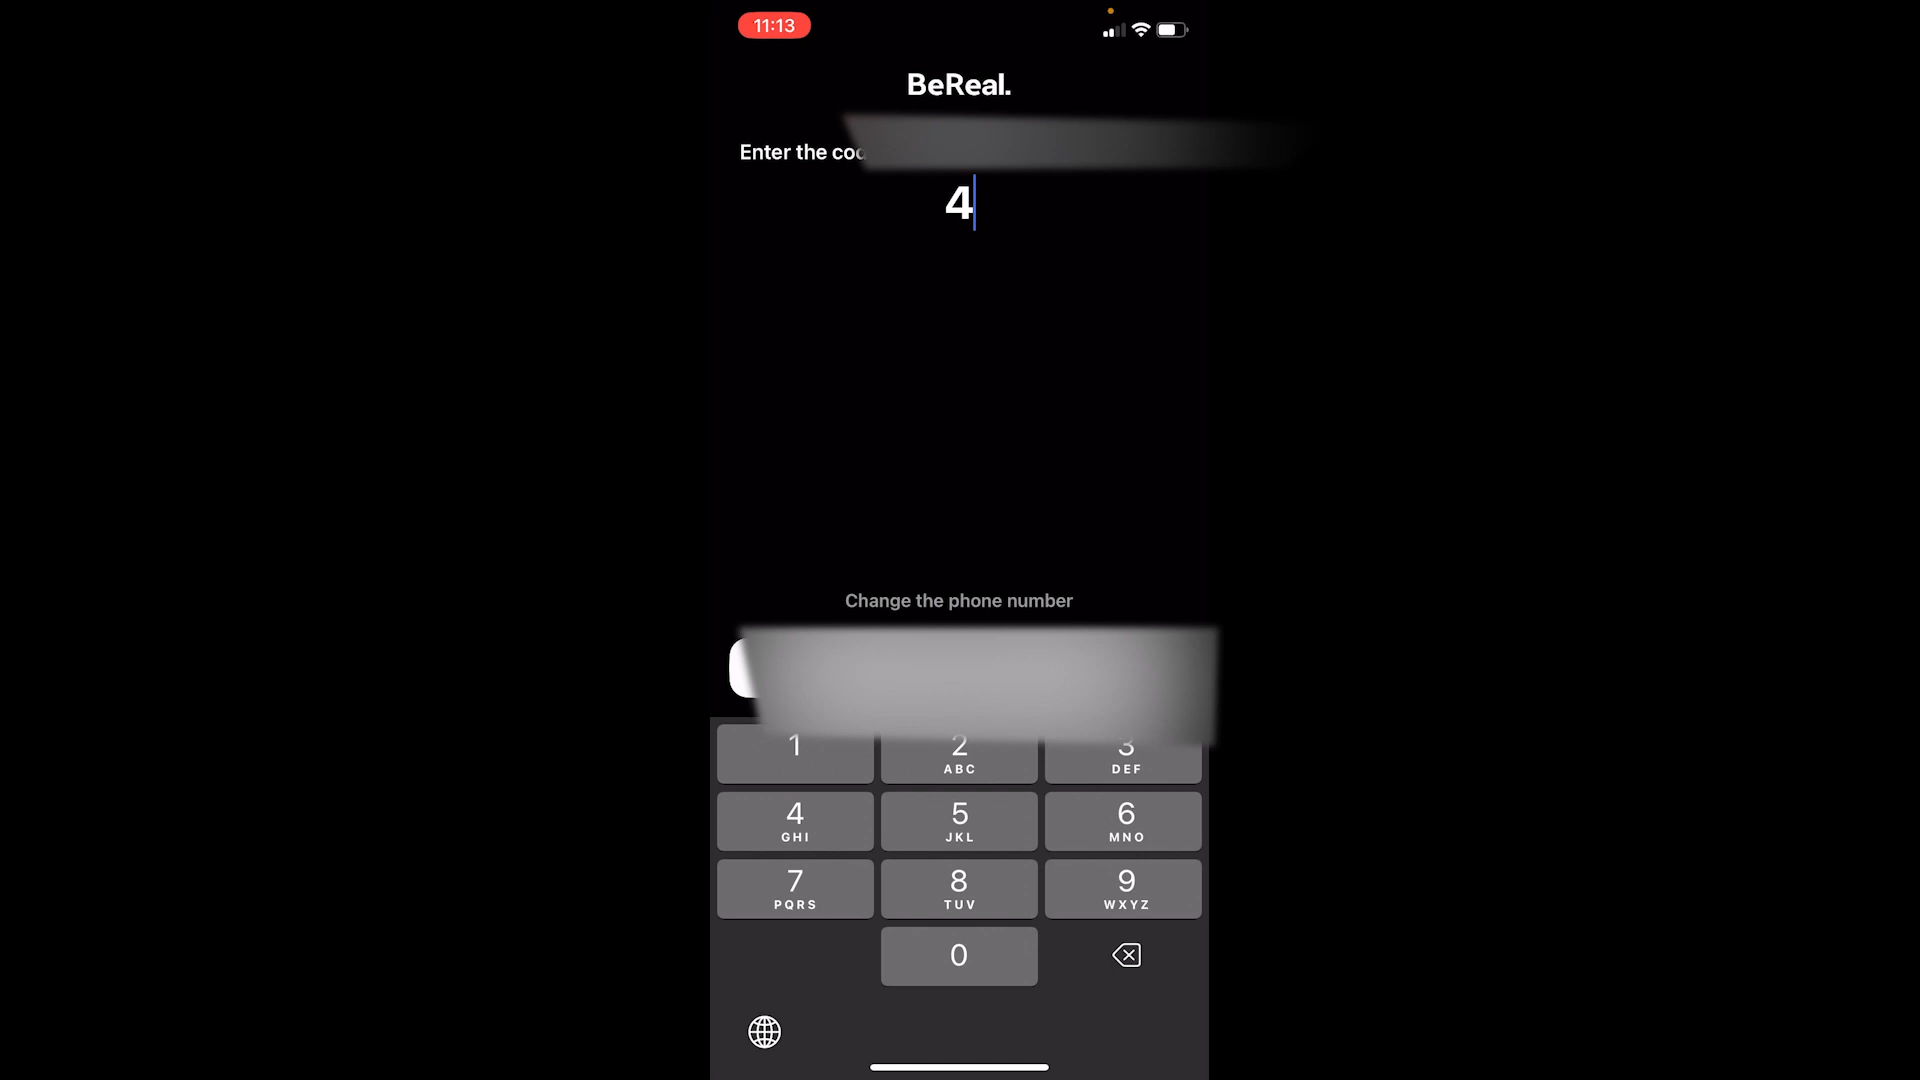 11:13
BeReal.
Enter the
4
Change the phone number
1
2
ABC
3
DEF
4
GHI
5
JKL
6
MNO
7
PQRS
8
TUV
9
WXYZ
0